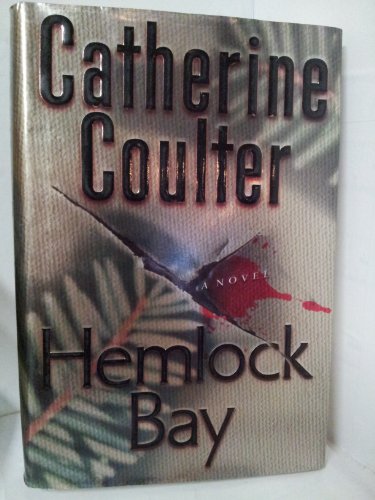 Catherine
Coulter
A NOVEL
Hemlock
Bay